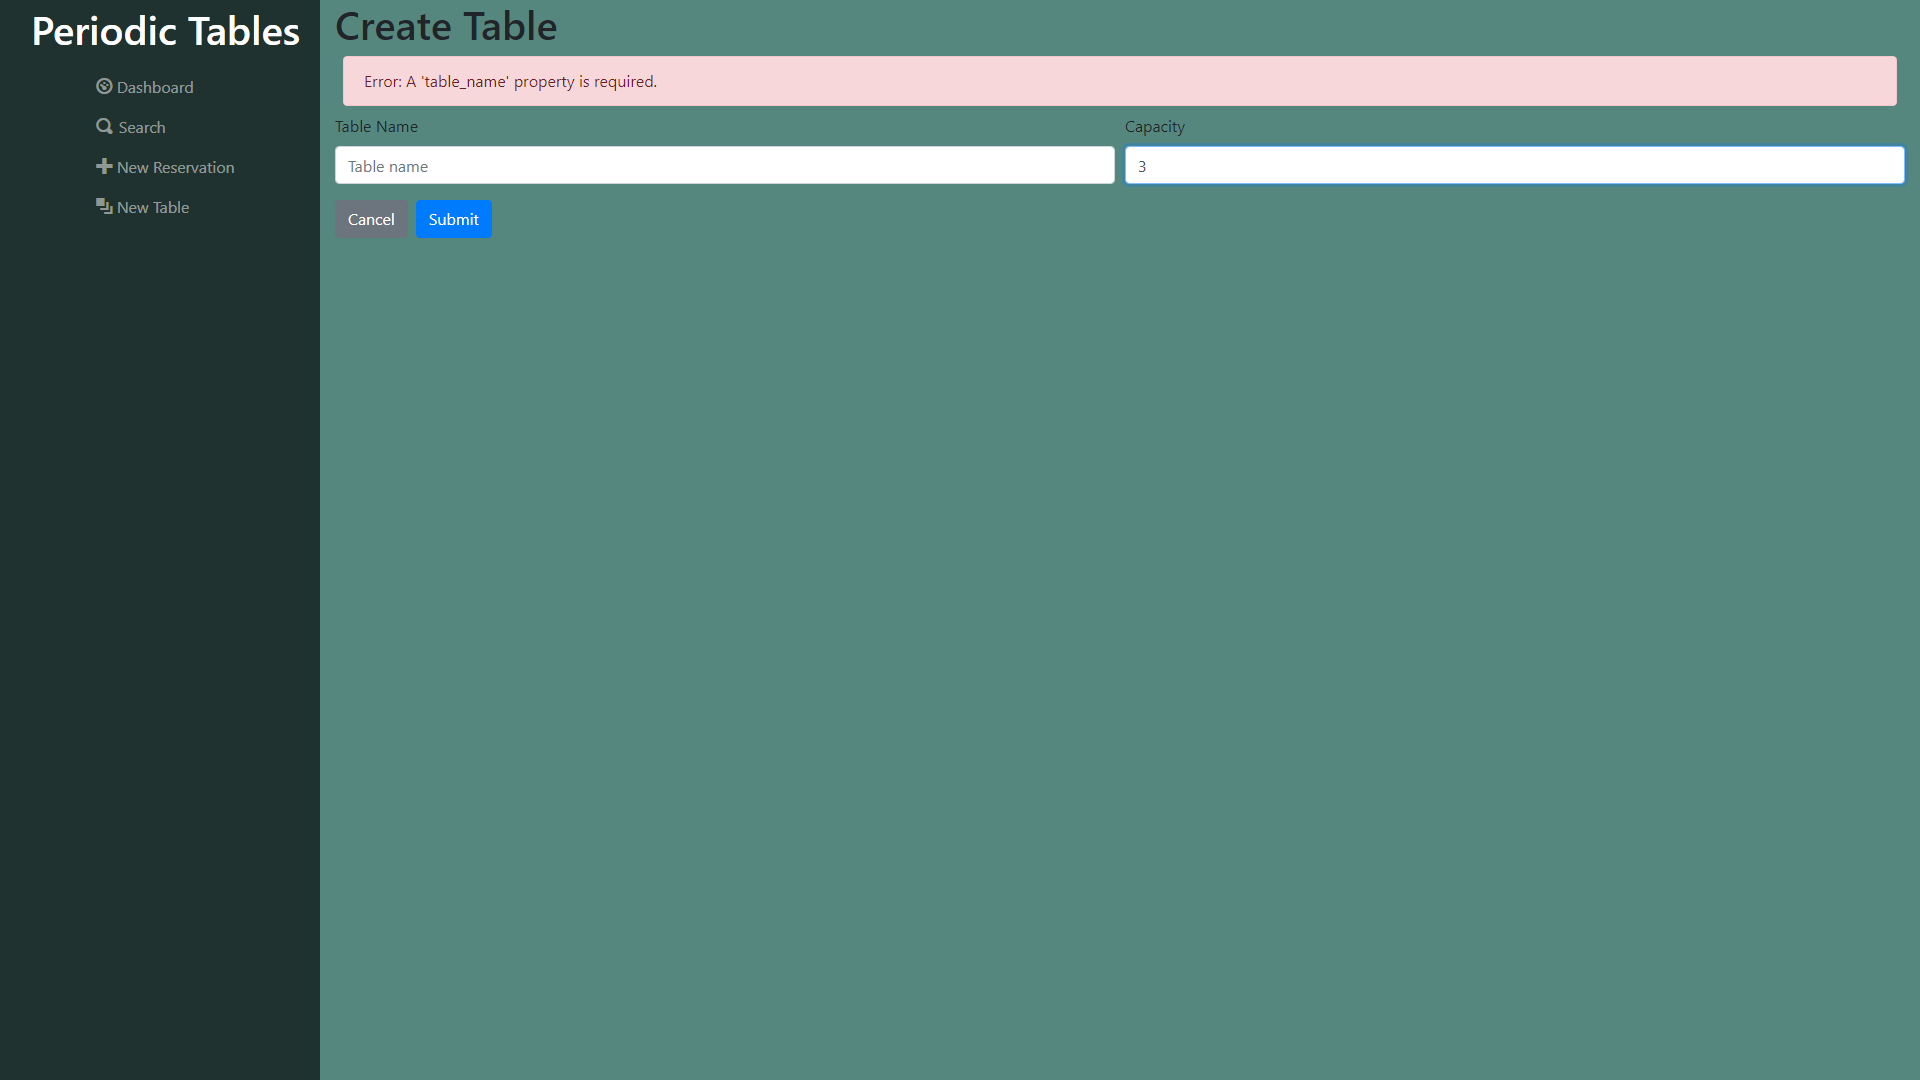 Periodic Tables
Dashboard
Search
New Reservation
New Table
Create Table
Error: A 'table_name' property is required.
Table Name
Capacity
Table name
3
Cancel
Submit